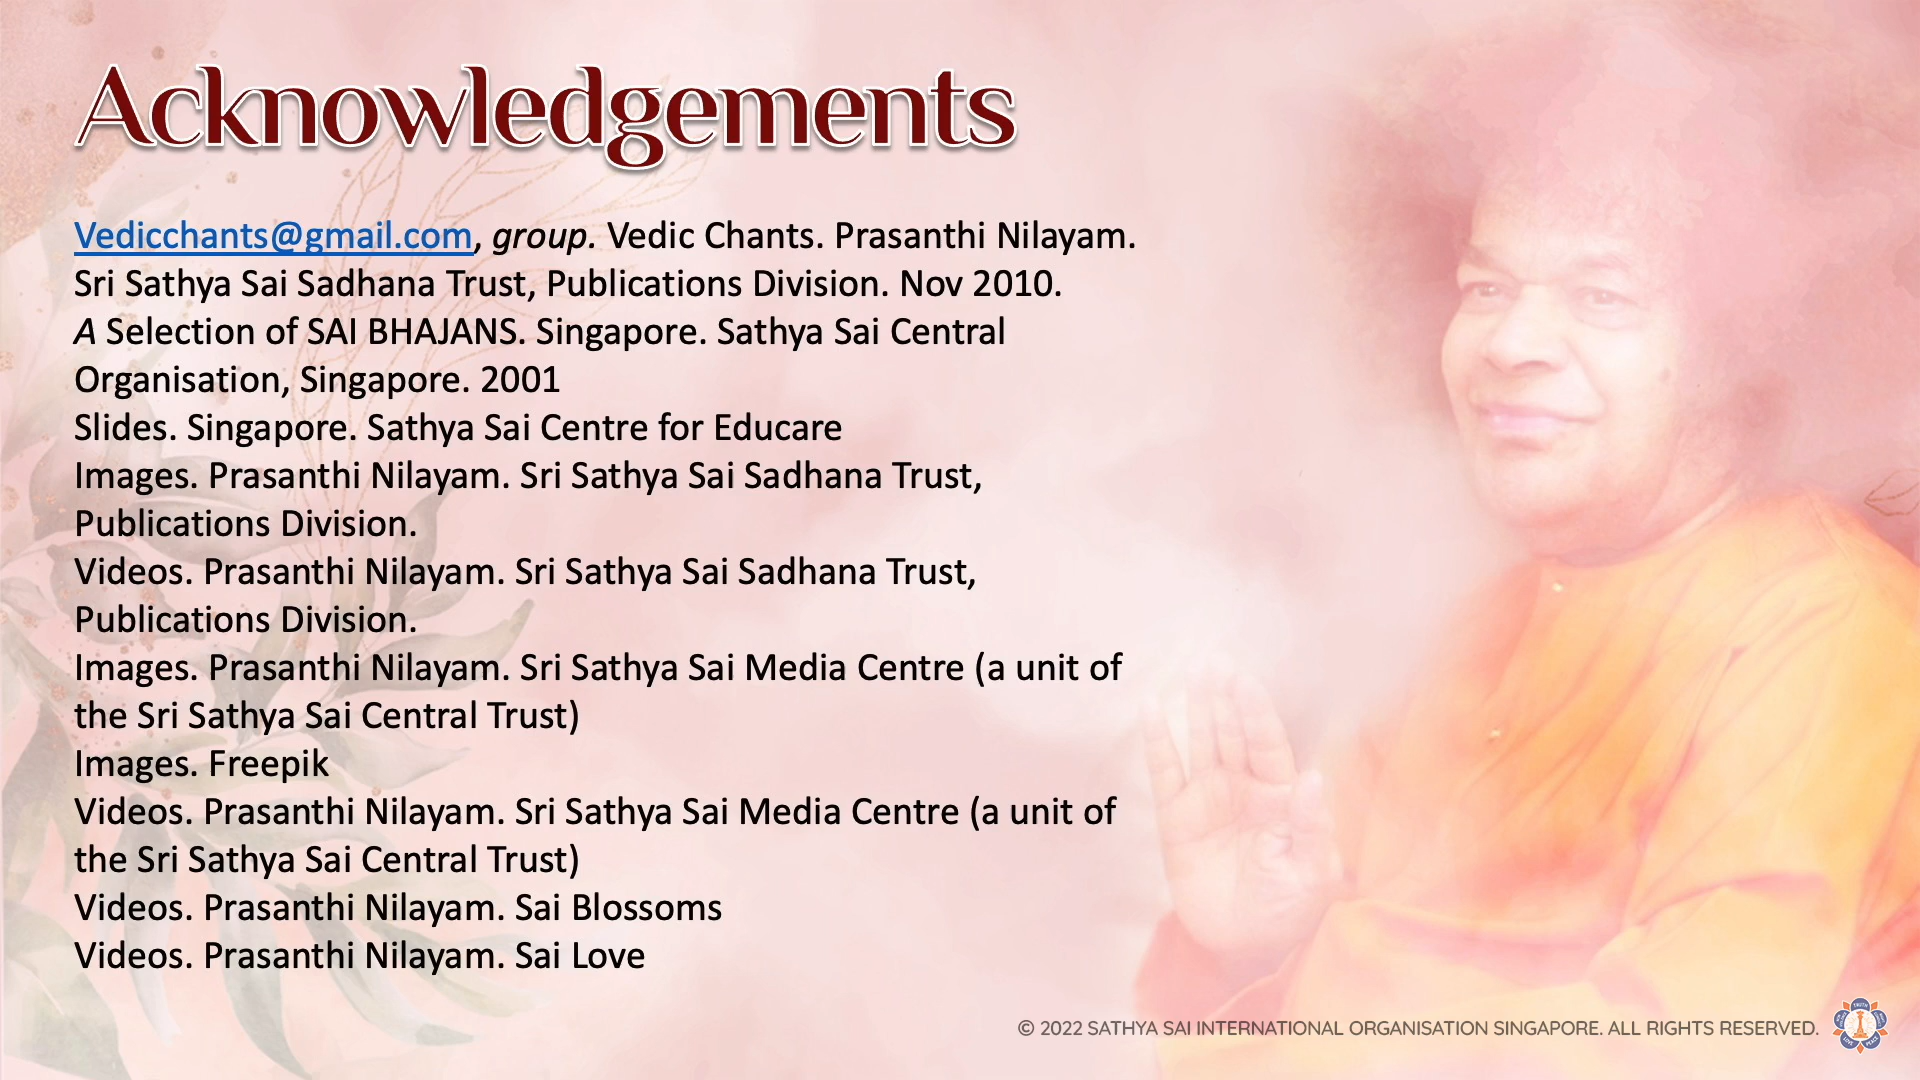 Acknowledgements
Vedicchants@gmail.com, group. Vedic Chants. Prasanthi Nilayam.
Sri Sathya Sai Sadhana Trust, Publications Division. Nov 2010.
A Selection of SAI BHAJANS. Singapore. Sathya Sai Central
Organisation, Singapore. 2001
Slides. Singapore. Sathya Sai Centre for Educare
Images. Prasanthi Nilayam. Sri Sathya Sai Sadhana Trust,
Publications Division.
Videos. Prasanthi Nilayam. Sri Sathya Sai Sadhana Trust,
Publications Division.
Images. Prasanthi Nilayam. Sri Sathya Sai Media Centre (a unit of
the Sri Sathya Sai Central Trust)
Images. Freepik
Videos. Prasanthi Nilayam. Sri Sathya Sai Media Centre (a unit of
the Sri Sathya Sai Central Trust)
Videos. Prasanthi Nilayam. Sai Blossoms
Videos. Prasanthi Nilayam. Sai Love
© 2022 SATHYA SAI INTERNATIONAL ORGANISATION SINGAPORE. ALL RIGHTS RESERVED.